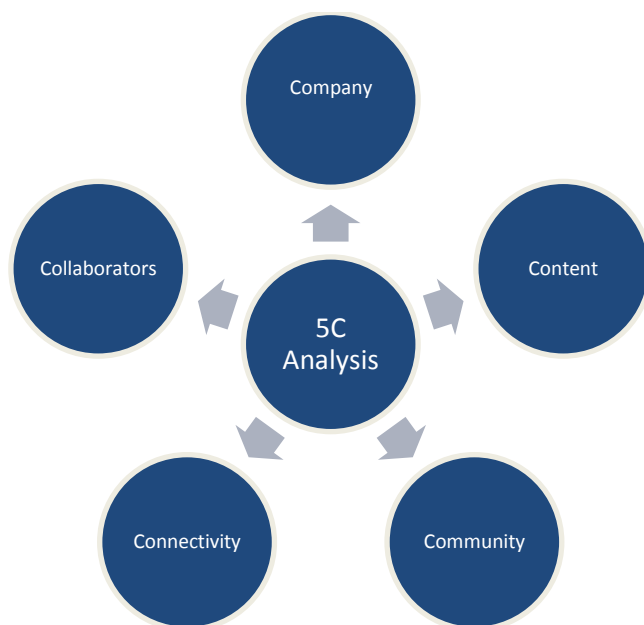 Company
Collaborators
Content
5C
Analysis
Connectivity
Community